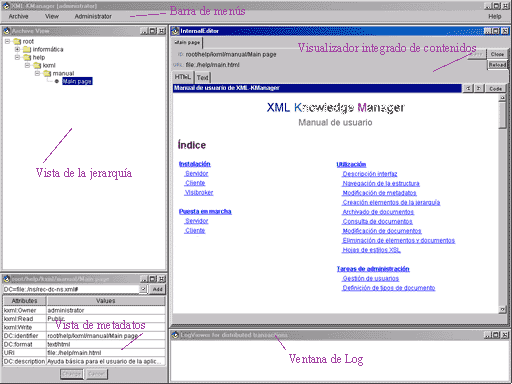 XML KManager (administrator)
Archive View Administrator Help
Barra de menús
Archive View
root
informática
help
kxml
manual
Main page
Vista de la jerarquía
InternalEditor
Main page
Visualizador integrado de contenidos
ID: root/help/kxml/manual/Main page
Close
URL: file:./help/main.html
Reload
HTML Text
Manual de usuario de XML-KManager
Code
XML Knowledge Manager
Manual de usuario
Índice
Instalación
Servidor
Cliente
Visibroker
Puesta en marcha
Servidor
Cliente
Utilización
Descripción interfaz
Navegación de la estructura
Modificación de metadatos
Creación elementos de la jerarquía
Archivado de documentos
Consulta de documentos
Modificación de documentos
Eliminación de elementos y documentos
Hojas de estilos XSL
Tareas de administración
Gestión de usuarios
Definición de tipos de documento
root/help/kxml/manual/Main page
DC=file:./ns/rec-dc-ns.xml#
Add
Attributes Values
kxml:Owner administrator
kxml:Read Public
kxml:Write
Vista de metadatos
DC:identifier root/help/kxml/manual/Main page
DC:format text/html
URI file:./help/main.html
DC:description Ayuda básica para el usuario de la aplic...
Change Cancel
LogViewer for distributed transactions
Ventana de Log